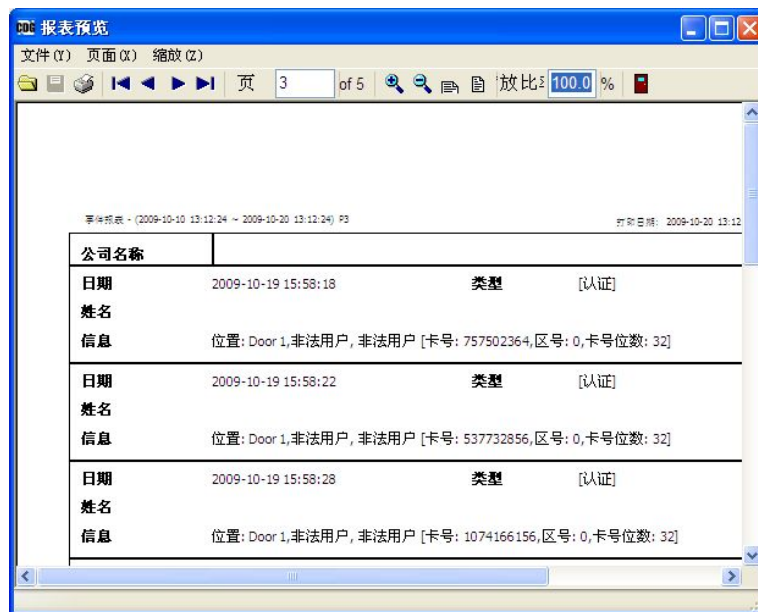 CDG 报表预览
文件(Y) 页面(X) 缩放(Z)
页 3 of 5 放比 100.0 %
事件报表 - (2009-10-10 13:12:24 ~ 2009-10-20 13:12:24) P3 打印日期: 2009-10-20 13:12
公司名称
日期 2009-10-19 15:58:18 类型 [认证]
姓名
信息 位置: Door 1,非法用户, 非法用户 [卡号: 757502364,区号: 0,卡号位数: 32]
日期 2009-10-19 15:58:22 类型 [认证]
姓名
信息 位置: Door 1,非法用户, 非法用户 [卡号: 537732856,区号: 0,卡号位数: 32]
日期 2009-10-19 15:58:28 类型 [认证]
姓名
信息 位置: Door 1,非法用户, 非法用户 [卡号: 1074166156,区号: 0,卡号位数: 32]